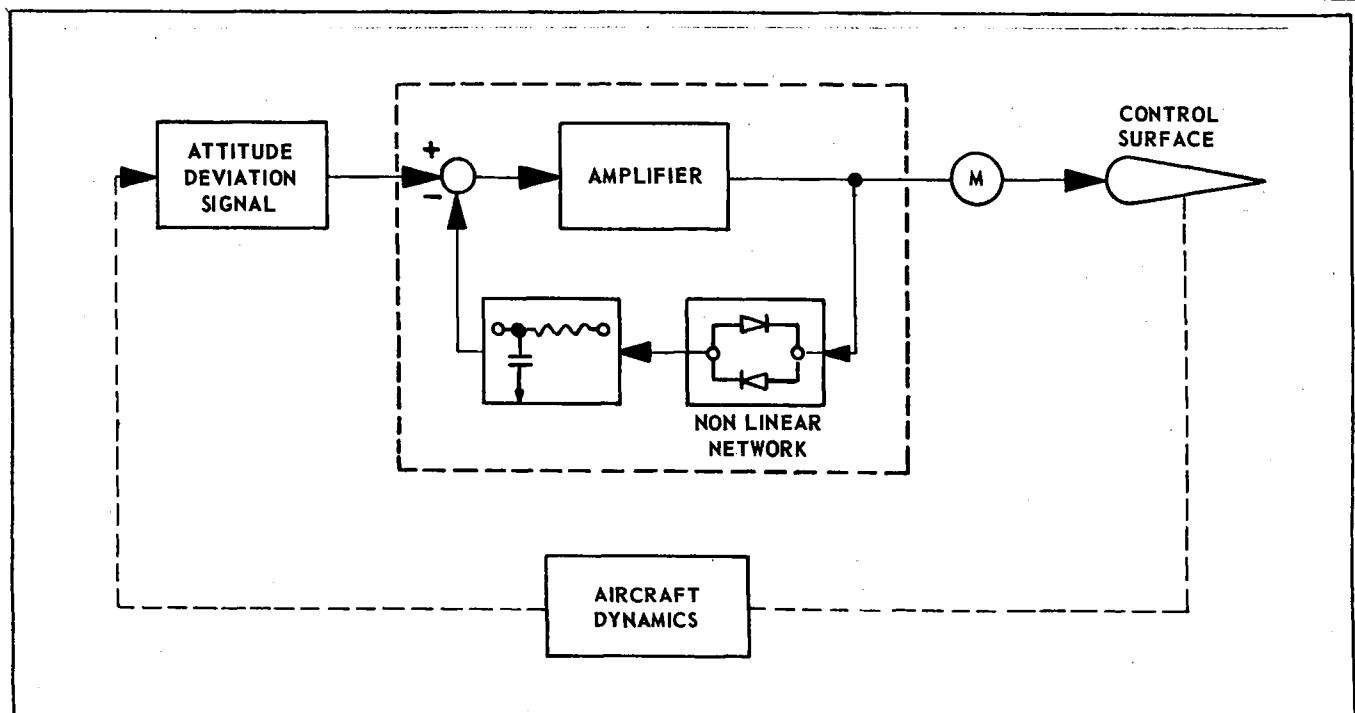 CONTROL
SURFACE
ATTITUDE
DEVIATION
SIGNAL
+
−
AMPLIFIER
M
NON LINEAR
NETWORK
AIRCRAFT
DYNAMICS